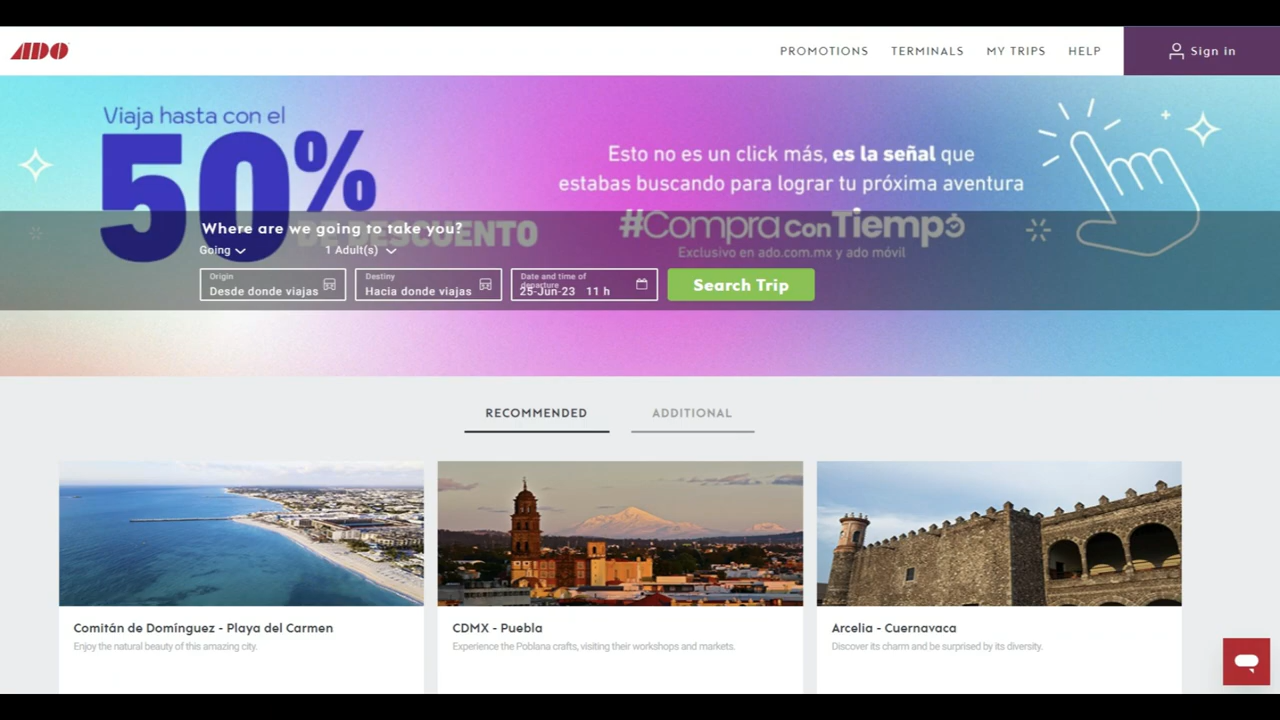 ADO
PROMOTIONS TERMINALS MY TRIPS HELP Sign in
Viaja hasta con el
50%
DE DESCUENTO
Esto no es un click más, es la señal que
estabas buscando para lograr tu próxima aventura
#Compra con Tiempo
Exclusivo en ado.com.mx y ado móvil
Where are we going to take you?
Going 1 Adult(s)
Origin
Desde donde viajas
Destiny
Hacia donde viajas
Date and time of
departure
25-Jun-23 11 h
Search Trip
RECOMMENDED ADDITIONAL
Comitán de Domínguez - Playa del Carmen
Enjoy the natural beauty of this amazing city.
CDMX - Puebla
Experience the Poblana crafts, visiting their workshops and markets.
Arcelia - Cuernavaca
Discover its charm and be surprised by its diversity.